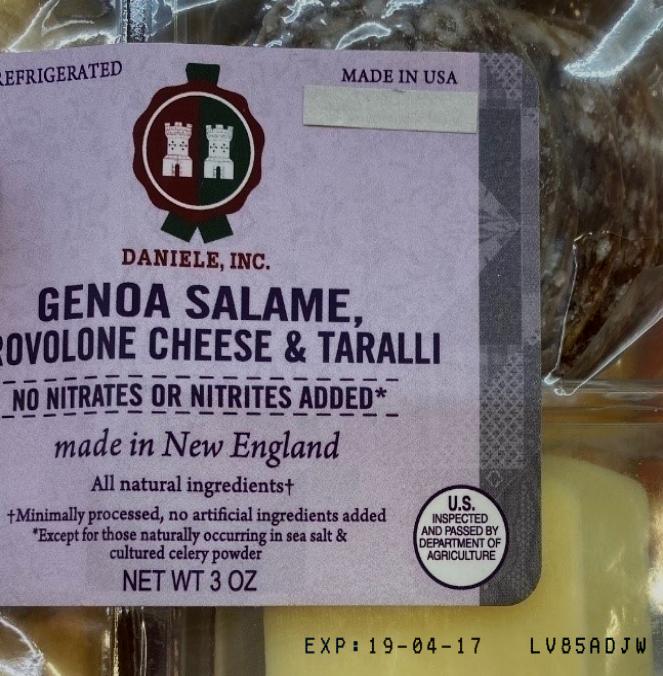 REFRIGERATED
MADE IN USA
DANIELE, INC.
GENOA SALAME,
ROVOLONE CHEESE & TARALLI
NO NITRATES OR NITRITES ADDED*
made in New England
All natural ingredients†
†Minimally processed, no artificial ingredients added
*Except for those naturally occurring in sea salt &
cultured celery powder
NET WT 3 OZ
U.S.
INSPECTED
AND PASSED BY
DEPARTMENT OF
AGRICULTURE
EXP:19-04-17 LV85ADJW